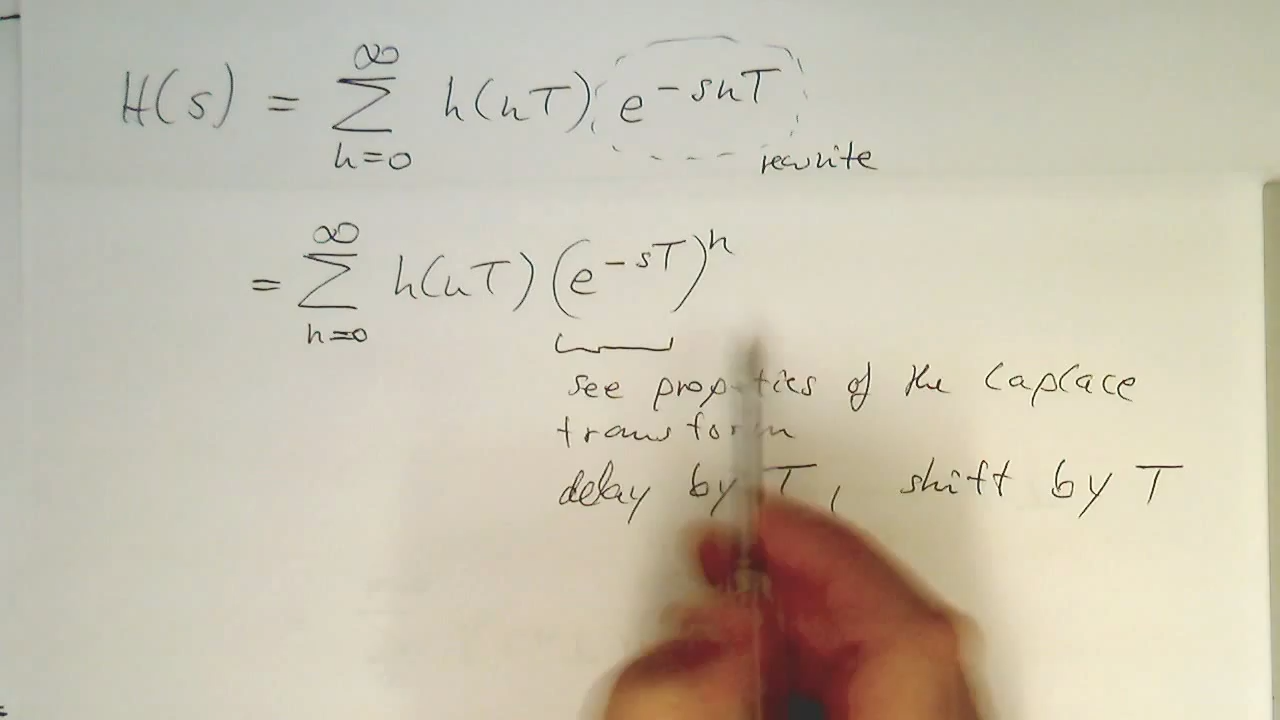 H(s) = ∑_{n=0}^{∞} h(nT) e^{-snT}
rewrite
= ∑_{n=0}^{∞} h(nT) (e^{-sT})^n
see properties of the Laplace
transform
delay by T, shift by T